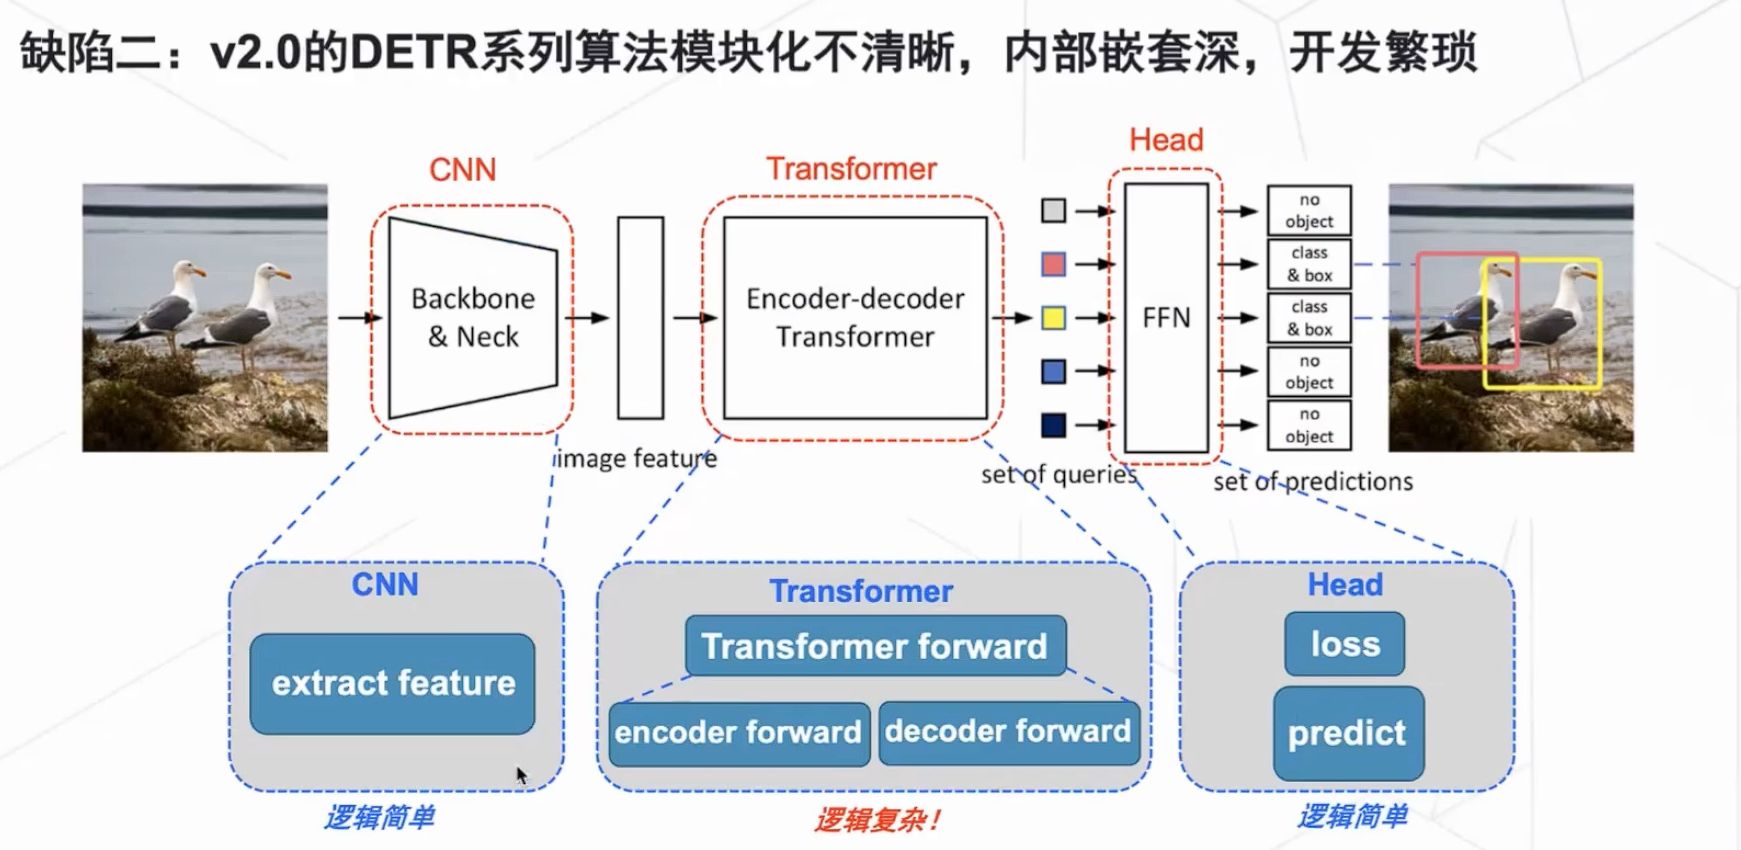 缺陷二：v2.0的DETR系列算法模块化不清晰，内部嵌套深，开发繁琐
CNN
Transformer
Head
Backbone
& Neck
image feature
Encoder-decoder
Transformer
set of queries
FFN
no
object
class
& box
class
& box
no
object
no
object
set of predictions
CNN
extract feature
逻辑简单
Transformer
Transformer forward
encoder forward
decoder forward
逻辑复杂！
Head
loss
predict
逻辑简单